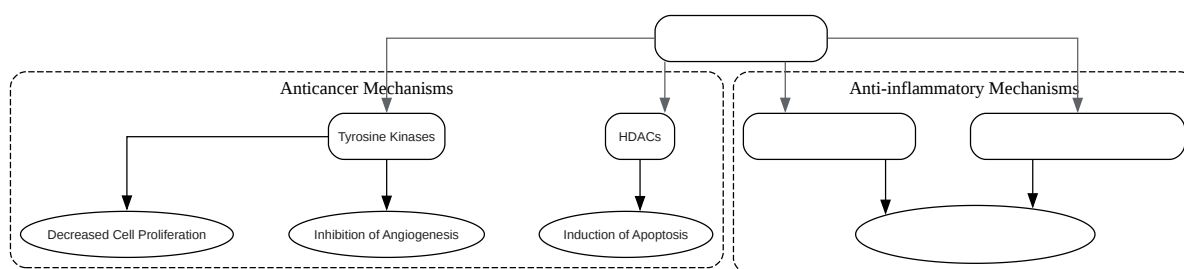 Anticancer Mechanisms
Anti-inflammatory Mechanisms
Tyrosine Kinases
HDACs
Decreased Cell Proliferation
Inhibition of Angiogenesis
Induction of Apoptosis